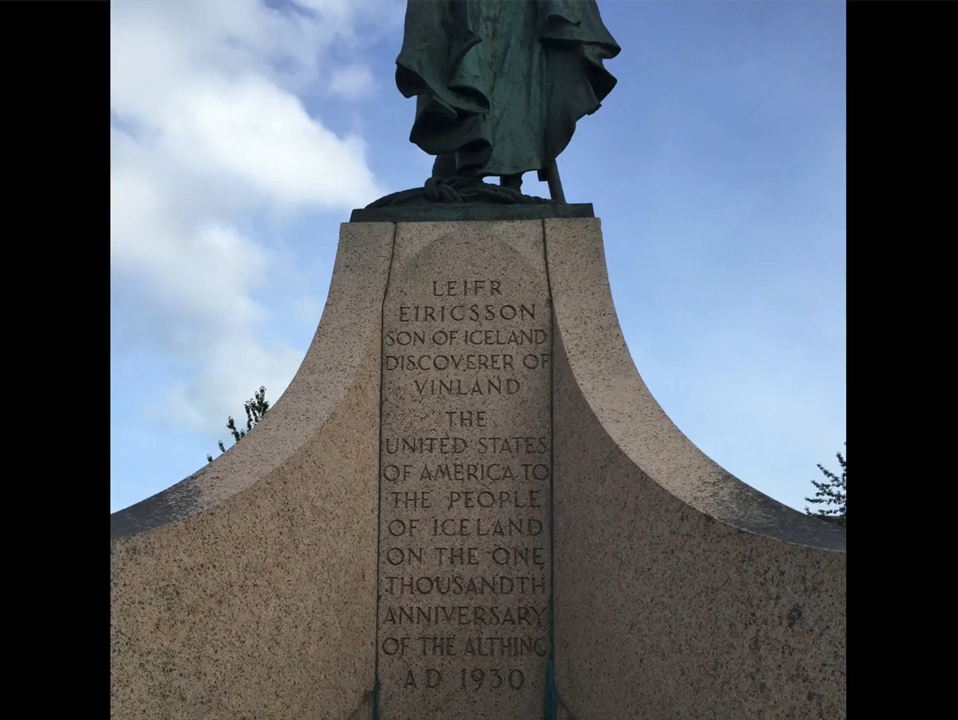 LEIFR
EIRICSSON
SON OF ICELAND
DISCOVERER OF
VINLAND
THE
UNITED STATES
OF AMERICA TO
THE PEOPLE
OF ICELAND
ON THE ONE
THOUSANDTH
ANNIVERSARY
OF THE ALTHING
AD 1930